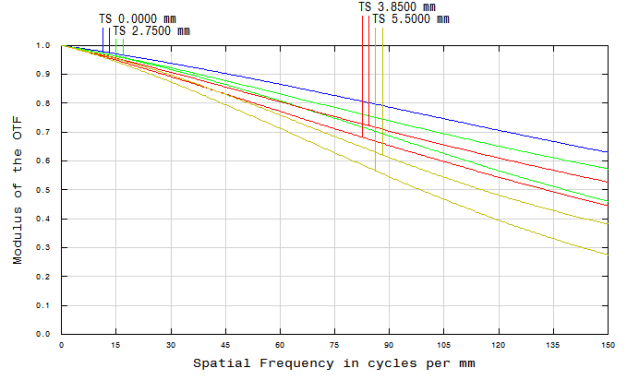 TS 0.0000 mm
TS 2.7500 mm
TS 3.8500 mm
TS 5.5000 mm
1.0
0.9
0.8
0.7
0.6
0.5
0.4
0.3
0.2
0.1
0.0
Modulus of the OTF
0 15 30 45 60 75 90 105 120 135 150
Spatial Frequency in cycles per mm